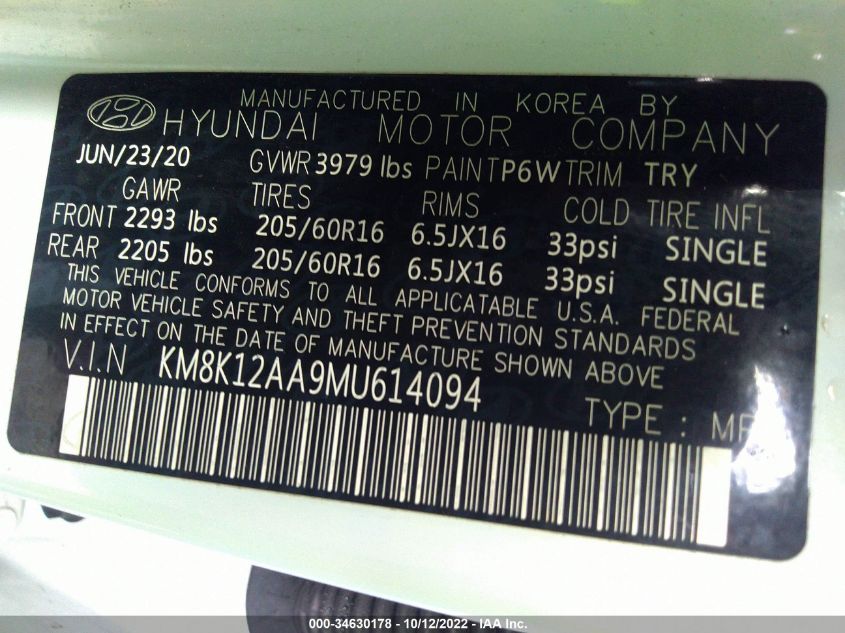 MANUFACTURED IN KOREA BY
HYUNDAI MOTOR COMPANY
JUN/23/20 GVWR 3979 lbs PAINT P6W TRIM TRY
GAWR TIRES RIMS COLD TIRE INFL
FRONT 2293 lbs 205/60R16 6.5JX16 33psi SINGLE
REAR 2205 lbs 205/60R16 6.5JX16 33psi SINGLE
THIS VEHICLE CONFORMS TO ALL APPLICATABLE U.S.A. FEDERAL
MOTOR VEHICLE SAFETY AND THEFT PREVENTION STANDARDS
IN EFFECT ON THE DATE OF MANUFACTURE SHOWN ABOVE
V.I.N KM8K12AA9MU614094
TYPE :
000-34630178 - 10/12/2022 - IAA Inc.